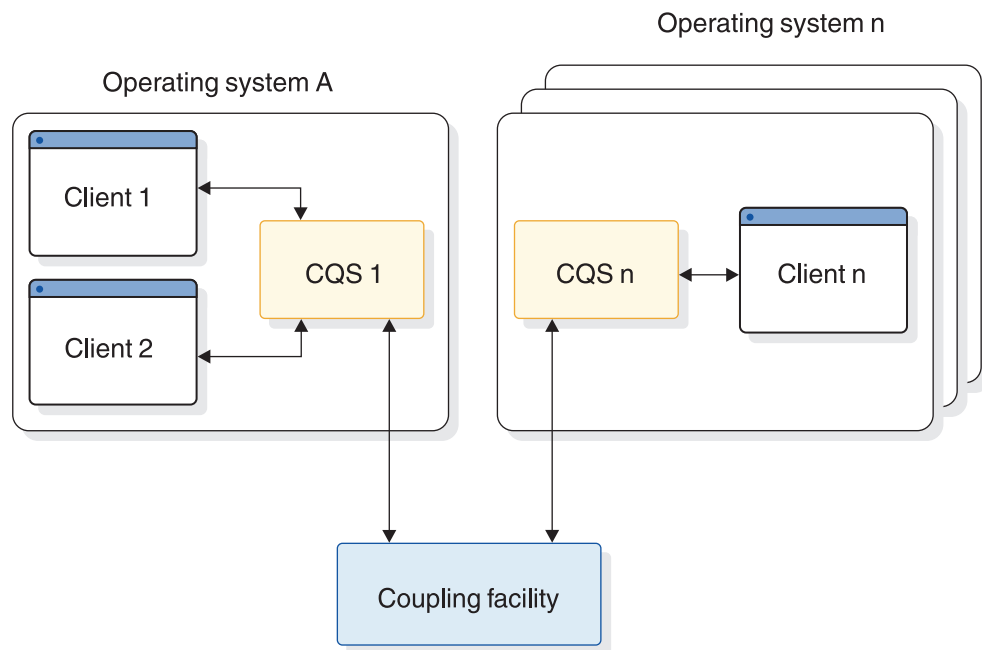 Operating system n
Operating system A
Client 1
CQS 1
CQS n
Client n
Client 2
Coupling facility